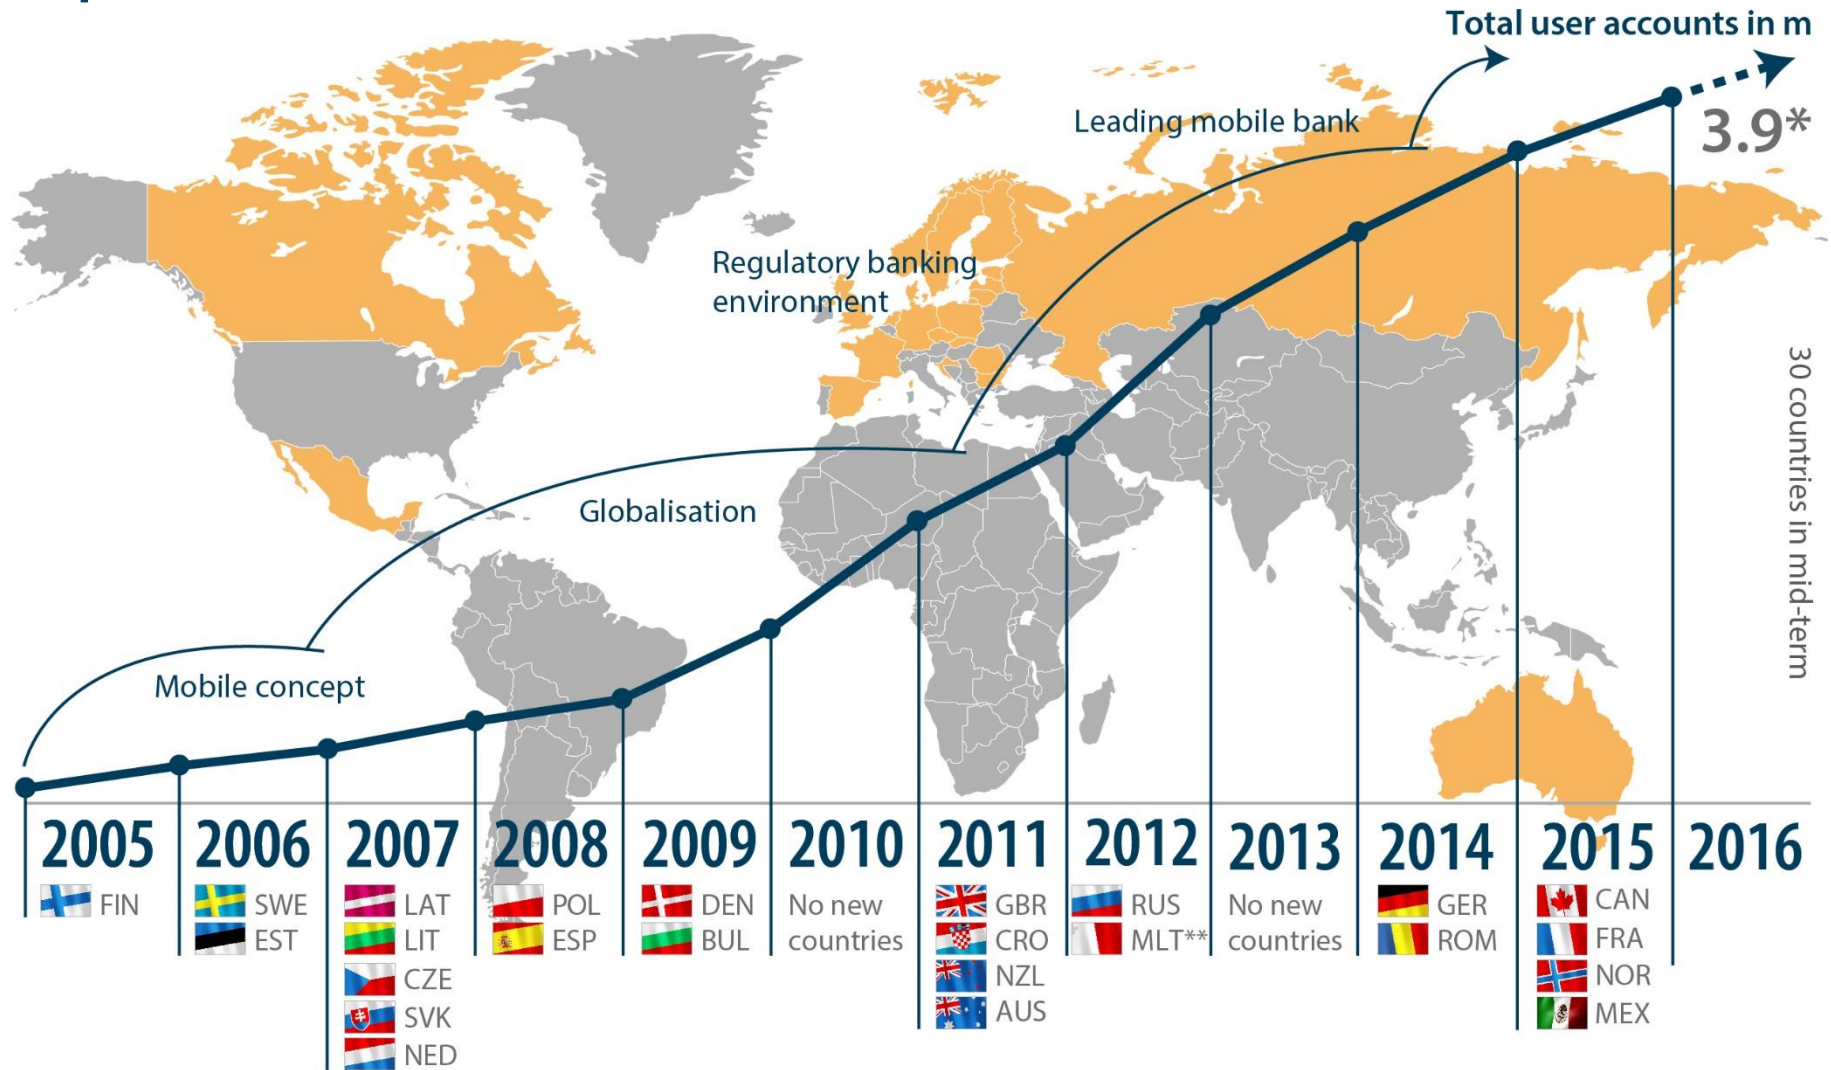 Total user accounts in m
3.9*
Leading mobile bank
Regulatory banking
environment
Globalisation
Mobile concept
30 countries in mid-term
2005
FIN
2006
SWE
EST
2007
LAT
LIT
CZE
SVK
NED
2008
POL
ESP
2009
DEN
BUL
2010
No new
countries
2011
GBR
CRO
NZL
AUS
2012
RUS
MLT**
2013
No new
countries
2014
GER
ROM
2015
CAN
FRA
NOR
MEX
2016